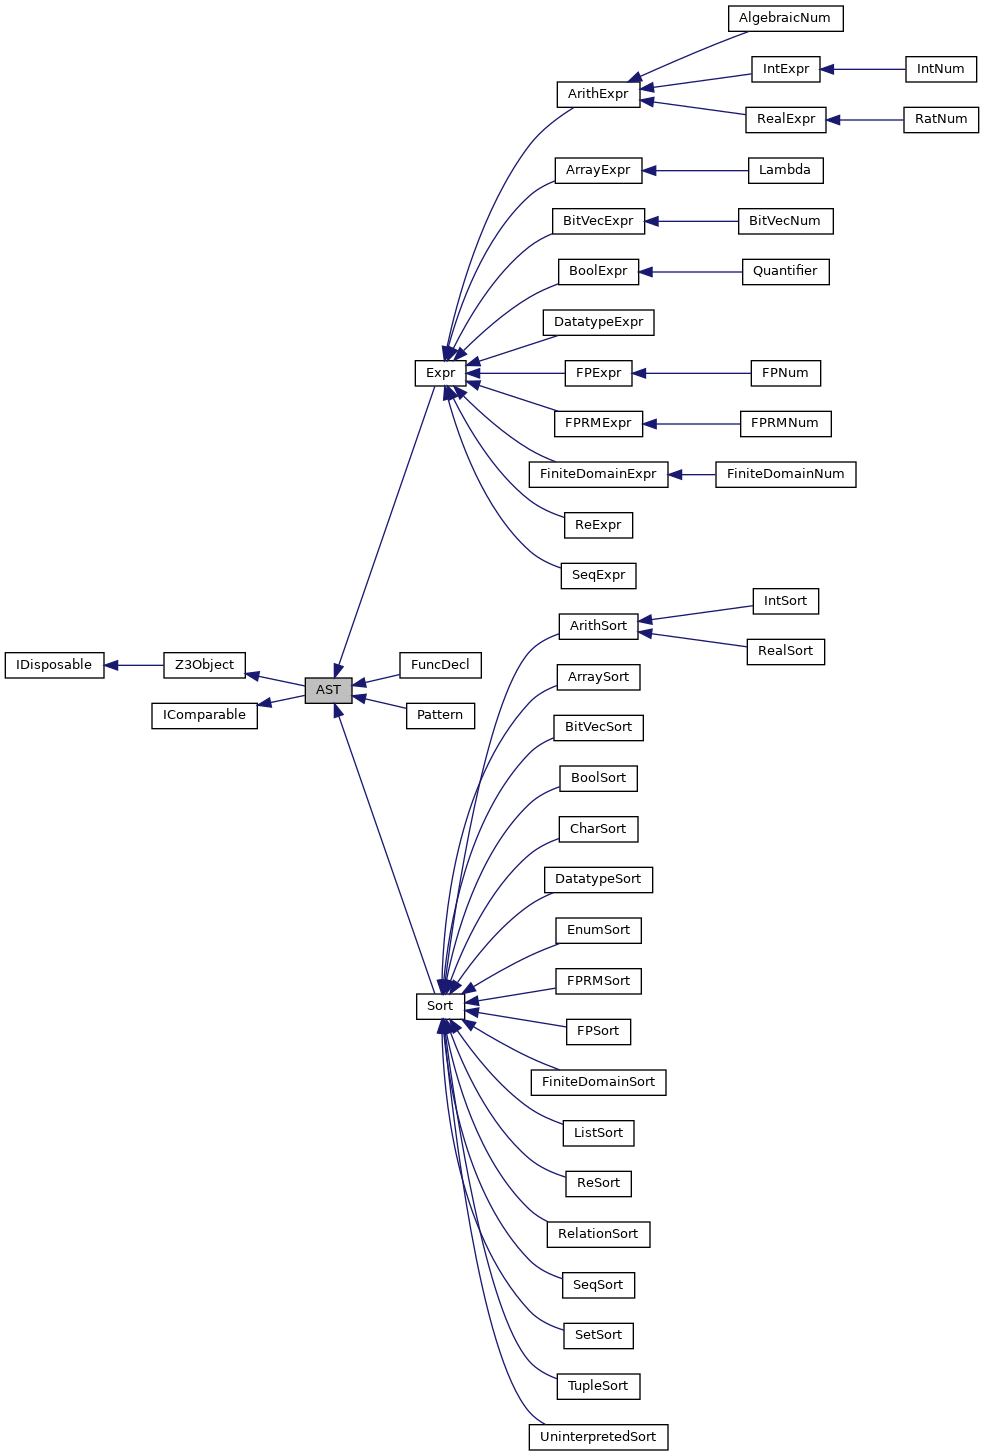 AlgebraicNum
IntExpr
IntNum
ArithExpr
RealExpr
RatNum
ArrayExpr
Lambda
BitVecExpr
BitVecNum
BoolExpr
Quantifier
DatatypeExpr
Expr
FPExpr
FPNum
FPRMExpr
FPRMNum
FiniteDomainExpr
FiniteDomainNum
ReExpr
SeqExpr
IntSort
ArithSort
RealSort
IDisposable
Z3Object
FuncDecl
ArraySort
AST
IComparable
Pattern
BitVecSort
BoolSort
CharSort
DatatypeSort
EnumSort
FPRMSort
Sort
FPSort
FiniteDomainSort
ListSort
ReSort
RelationSort
SeqSort
SetSort
TupleSort
UninterpretedSort